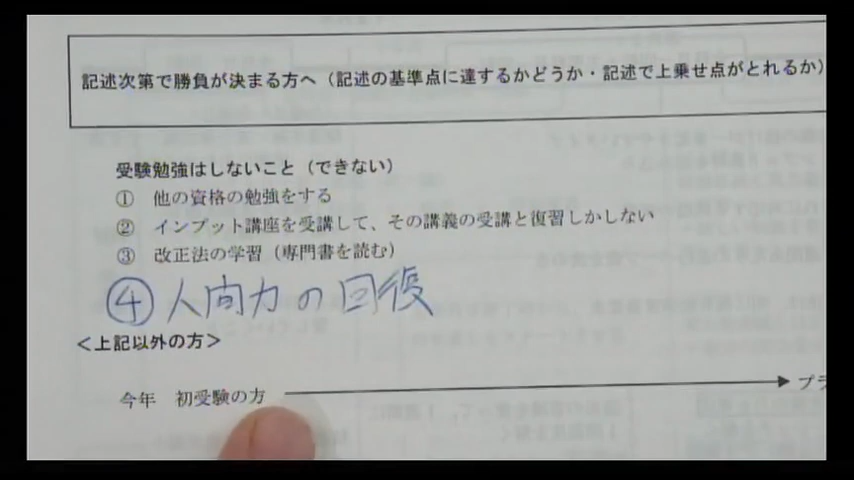 記述次第で勝負が決まる方へ（記述の基準点に達するかどうか・記述で上乗せ点がとれるか）
受験勉強はしないこと（できない）
① 他の資格の勉強をする
② インプット講座を受講して、その講義の受講と復習しかしない
③ 改正法の学習（専門書を読む）
④ 人間力の回復
＜上記以外の方＞
今年 初受験の方 プラ